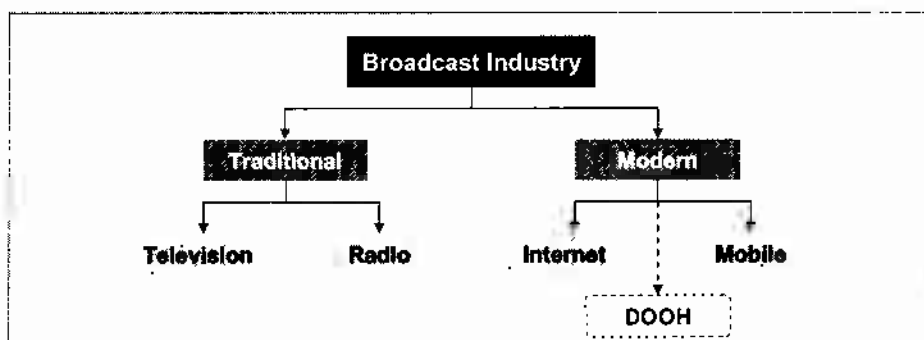 Broadcast Industry
Traditional Modern
Television Radio Internet Mobile
DOOH